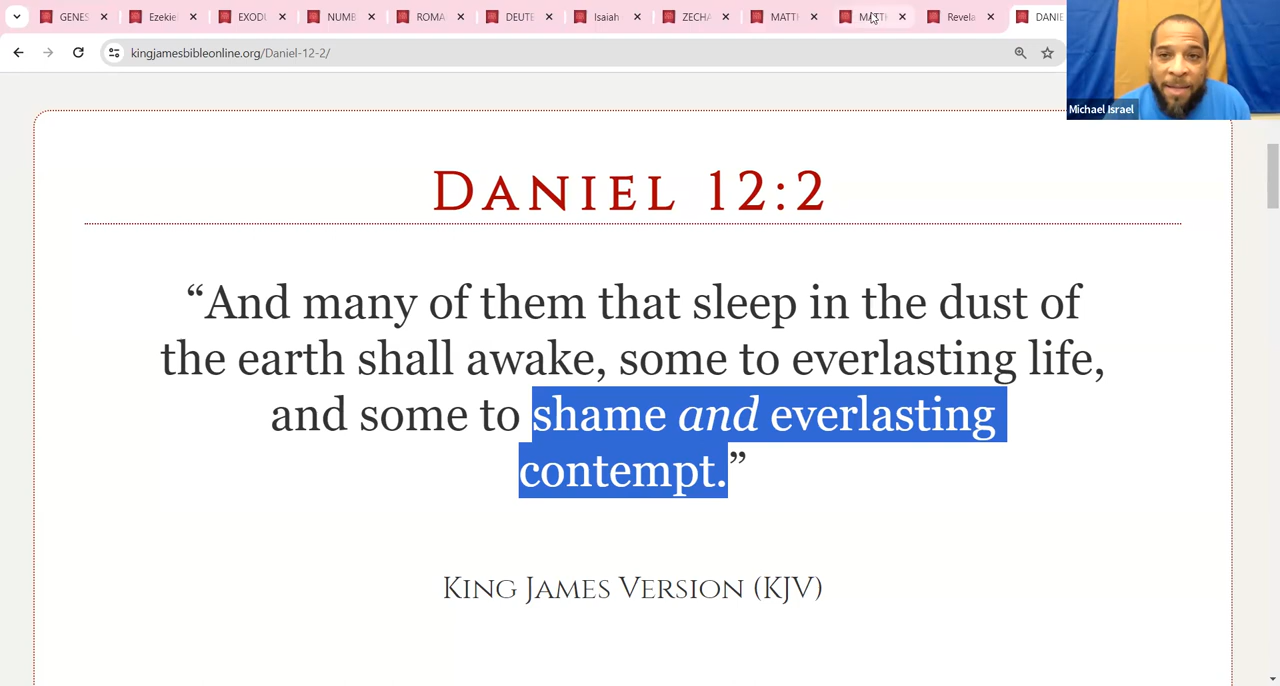 GENES
Ezekie
EXODU
NUMB
ROMA
DEUTE
Isaiah
ZECHA
MATTH
Revela
DANIE
kingjamesbibleonline.org/Daniel-12-2/
Michael Israel
DANIEL 12:2
“And many of them that sleep in the dust of
the earth shall awake, some to everlasting life,
and some to shame and everlasting
contempt.”
KING JAMES VERSION (KJV)